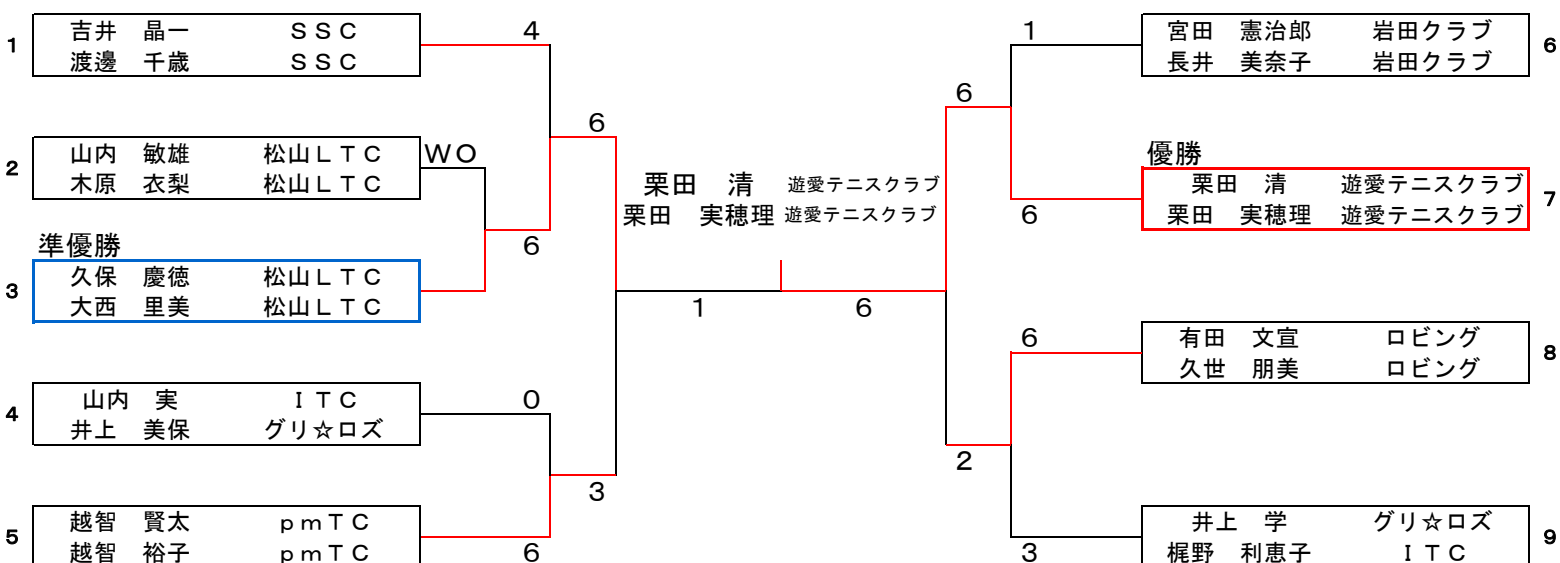 1
吉井 晶一 ＳＳＣ
渡邊 千歳 ＳＳＣ
4
2
山内 敏雄 松山ＬＴＣ
木原 衣梨 松山ＬＴＣ
ＷＯ
6
6
準優勝
3
久保 慶徳 松山ＬＴＣ
大西 里美 松山ＬＴＣ
4
山内 実 ＩＴＣ
井上 美保 グリ☆ロズ
0
3
5
越智 賢太 ｐｍＴＣ
越智 裕子 ｐｍＴＣ
6
栗田 清 遊愛テニスクラブ
栗田 実穂理 遊愛テニスクラブ
1
6
1
宮田 憲治郎 岩田クラブ
長井 美奈子 岩田クラブ
6
6
優勝
栗田 清 遊愛テニスクラブ
栗田 実穂理 遊愛テニスクラブ
7
6
6
有田 文宣 ロビング
久世 朋美 ロビング
8
2
井上 学 グリ☆ロズ
梶野 利恵子 ＩＴＣ
9
3